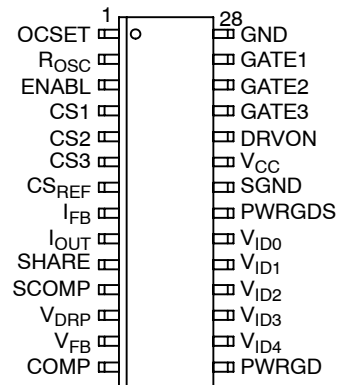 1 28
OCSET GND
ROSC GATE1
ENABL GATE2
CS1 GATE3
CS2 DRVON
CS3 VCC
CSREF SGND
IFB PWRGDS
IOUT VID0
SHARE VID1
SCOMP VID2
VDRP VID3
VFB VID4
COMP PWRGD